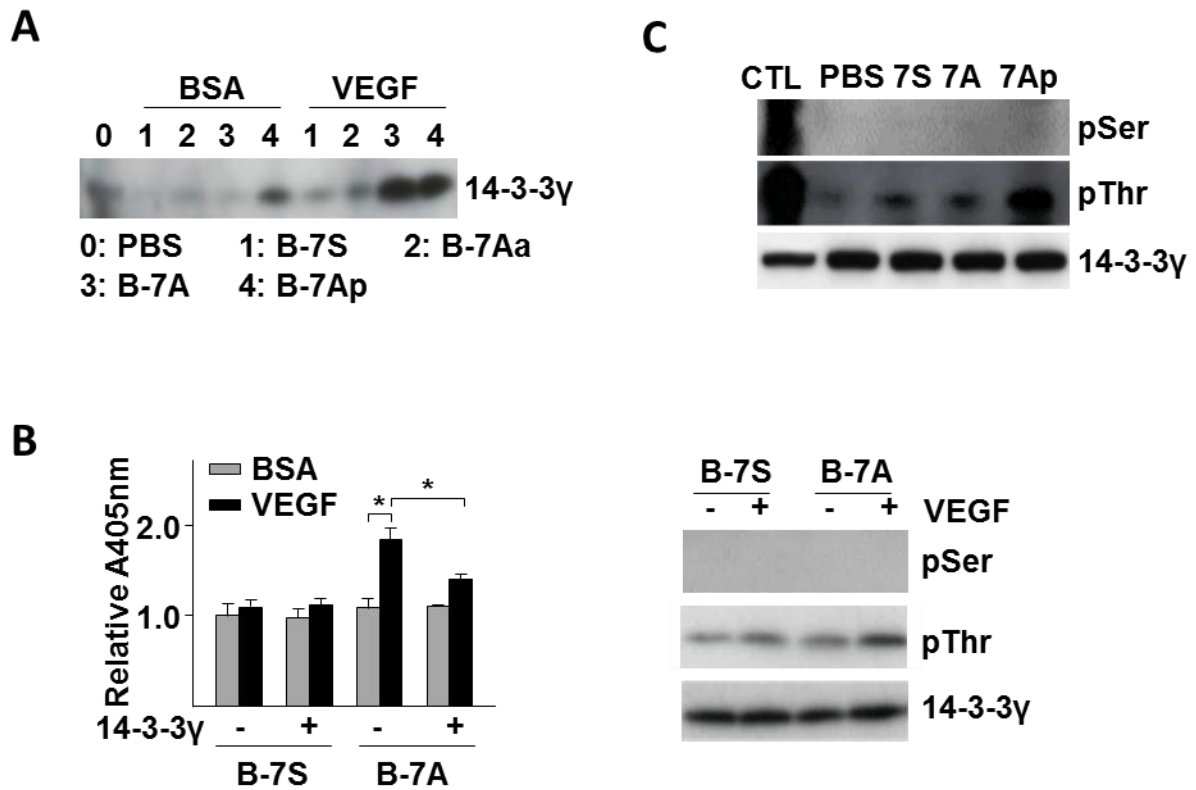 A
BSA VEGF
0 1 2 3 4 1 2 3 4
14-3-3γ
0: PBS 1: B-7S 2: B-7Aa
3: B-7A 4: B-7Ap
C
CTL PBS 7S 7A 7Ap
pSer
pThr
14-3-3γ
B
Relative A405nm
BSA
VEGF
* *
2.0
1.0
14-3-3γ - + - +
B-7S B-7A
B-7S B-7A
- + - + VEGF
pSer
pThr
14-3-3γ